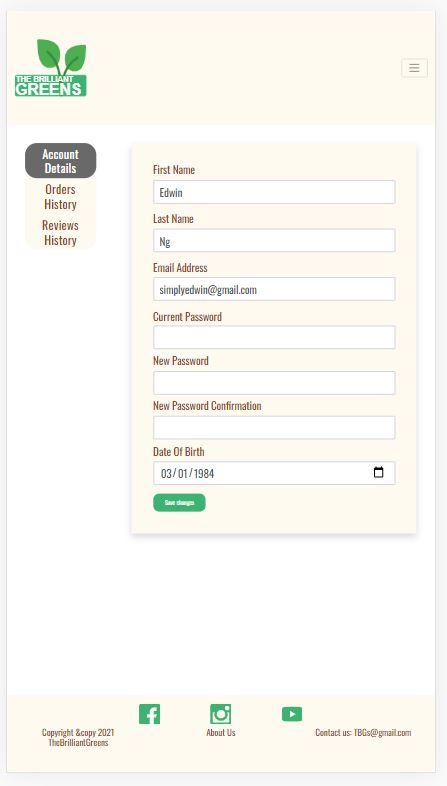 THE BRILLIANT
GREENS
Account
Details
Orders
History
Reviews
History
First Name
Edwin
Last Name
Ng
Email Address
simplyedwin@gmail.com
Current Password
New Password
New Password Confirmation
Date Of Birth
03/01/1984
Save changes
Copyright &copy 2021
TheBrilliantGreens
About Us
Contact us: TBGs@gmail.com